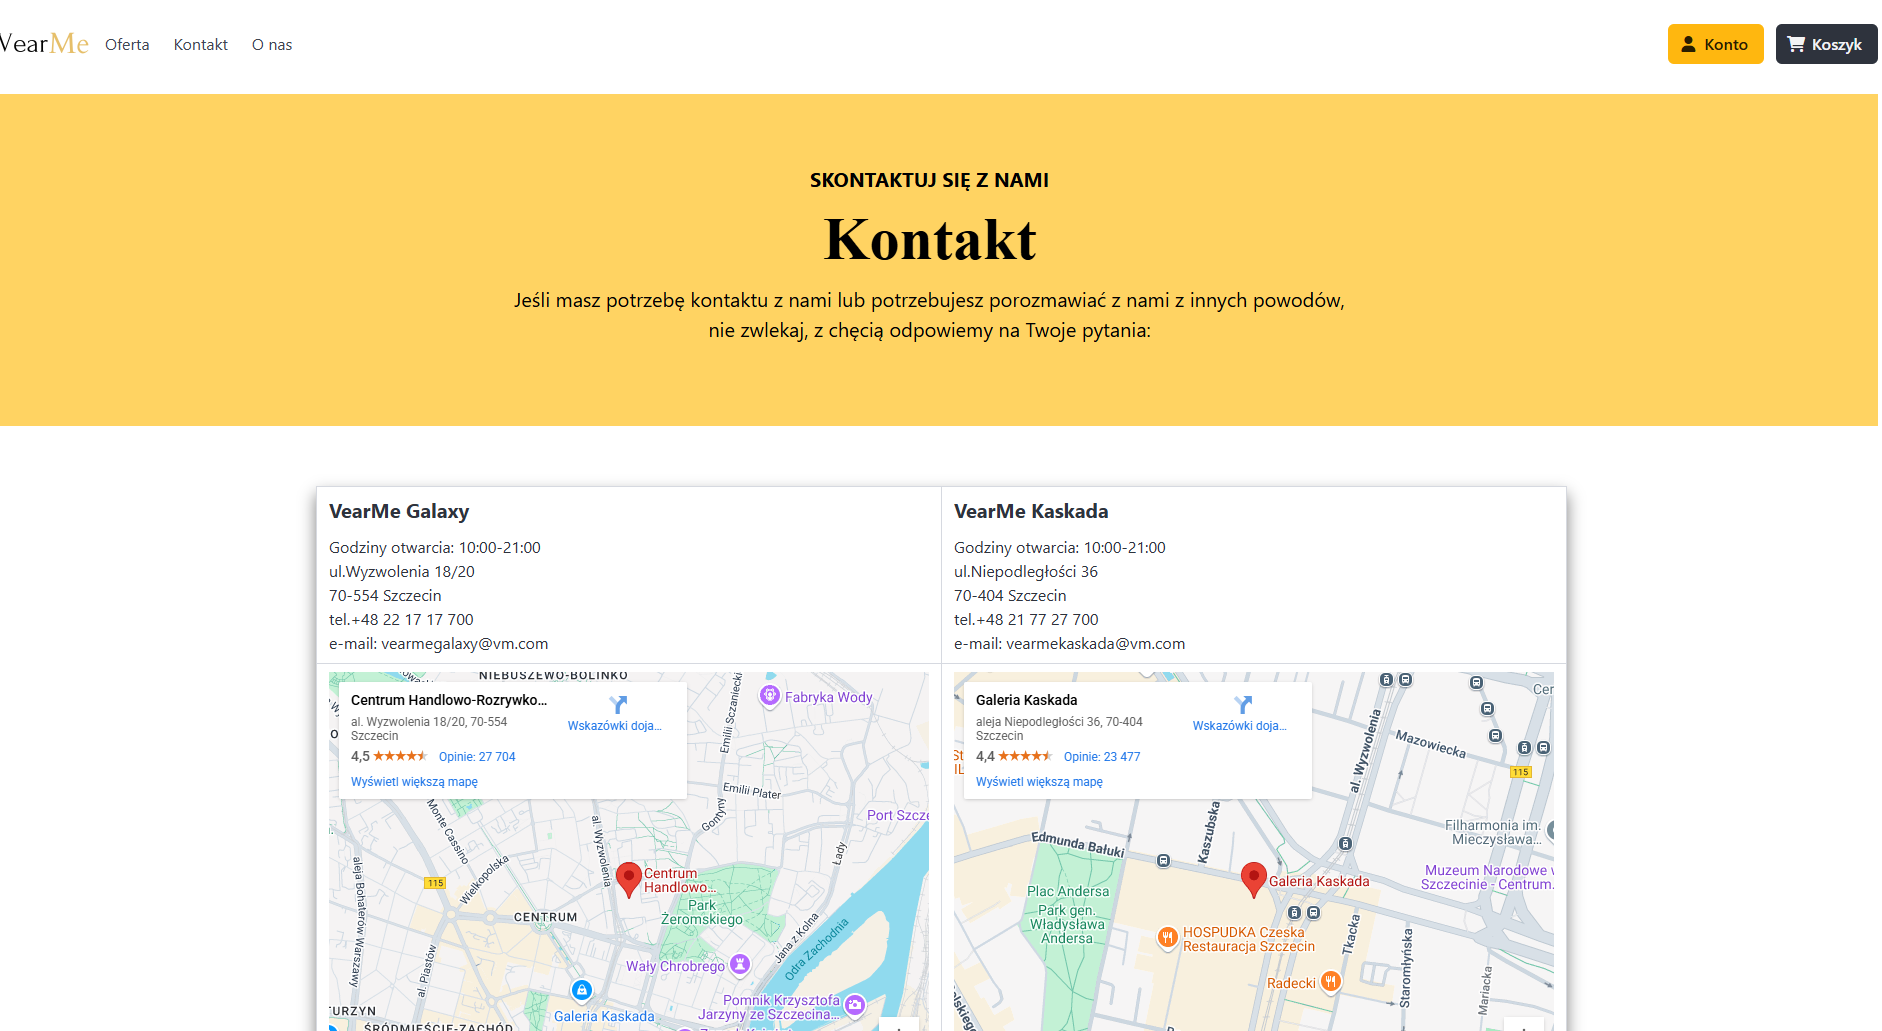 VearMe Oferta Kontakt O nas Konto Koszyk
SKONTAKTUJ SIĘ Z NAMI
Kontakt
Jeśli masz potrzebę kontaktu z nami lub potrzebujesz porozmawiać z nami z innych powodów,
nie zwlekaj, z chęcią odpowiemy na Twoje pytania:
VearMe Galaxy
Godziny otwarcia: 10:00-21:00
ul.Wyzwolenia 18/20
70-554 Szczecin
tel.+48 22 17 17 700
e-mail: vearmegalaxy@vm.com
VearMe Kaskada
Godziny otwarcia: 10:00-21:00
ul.Niepodległości 36
70-404 Szczecin
tel.+48 21 77 27 700
e-mail: vearmekaskada@vm.com
NIEBUSZEWO-BOLINKO
Centrum Handlowo-Rozrywko...
al. Wyzwolenia 18/20, 70-554
Szczecin
4,5 Opinie: 27 704
Wyświetl większą mapę
Wskazówki doja...
Fabryka Wody
Emilii Sczaniecki
Emilii Plater
Gontyny
Port Szcze
Łady
Monte Cassino
al. Wyzwolenia
Wielkopolska
115
aleja Bohaterów Warszawy
Centrum
Handlowo...
Park
Żeromskiego
CENTRUM
Jana z Kolna
Odra Zachodnia
al. Piastów
Wały Chrobrego
Pomnik Krzysztofa
Jarzyny ze Szczecina...
Galeria Kaskada
TURZYN
ŚRÓDMIEŚCIE-ZACHÓD
Galeria Kaskada
aleja Niepodległości 36, 70-404
Szczecin
4,4 Opinie: 23 477
Wyświetl większą mapę
Wskazówki doja...
al. Wyzwolenia
Mazowiecka
115
Kaszubska
Edmunda Bałuki
Filharmonia im.
Mieczysława...
Muzeum Narodowe w
Szczecinie - Centrum.
Galeria Kaskada
Plac Andersa
Park gen.
Władysława
Andersa
HOSPUDKA Czeska
Restauracja Szczecin
Tkacka
Radecki
Staromłyńska
Mariacka